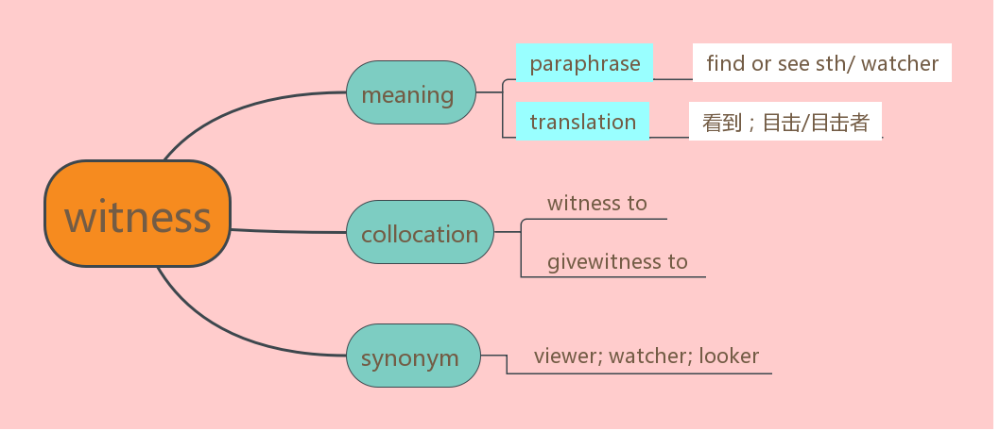 witness
meaning
paraphrase
find or see sth/ watcher
translation
看到；目击/目击者
collocation
witness to
givewitness to
synonym
viewer; watcher; looker